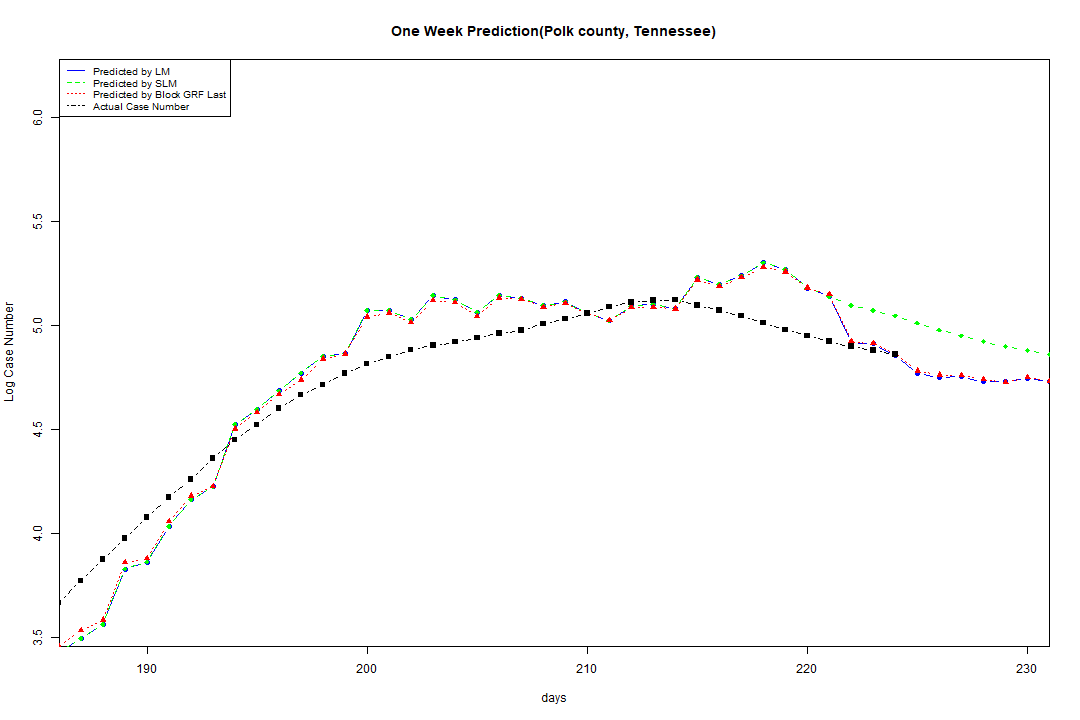 One Week Prediction(Polk county, Tennessee)
Predicted by LM
Predicted by SLM
Predicted by Block GRF Last
Actual Case Number
6.0
5.5
5.0
4.5
4.0
3.5
Log Case Number
190 200 210 220 230
days